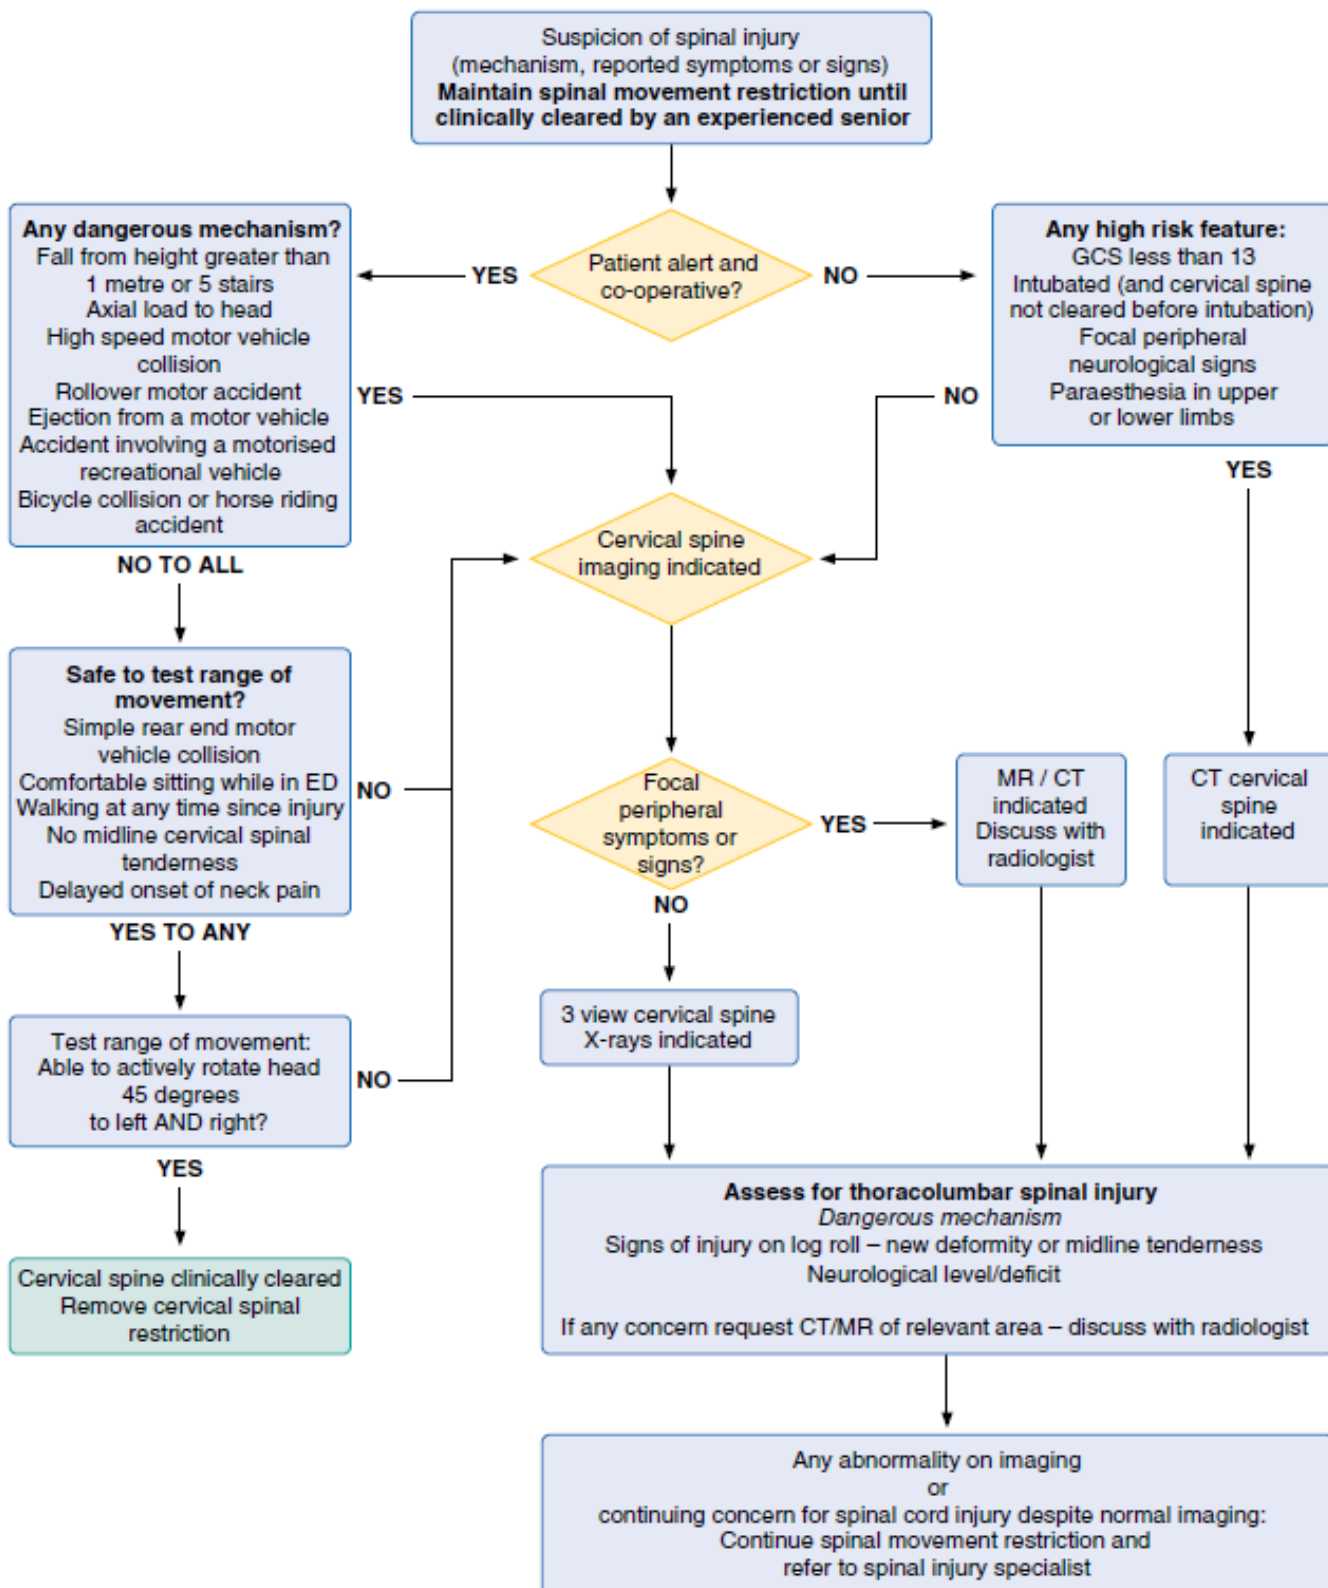 Suspicion of spinal injury
(mechanism, reported symptoms or signs)
Maintain spinal movement restriction until
clinically cleared by an experienced senior
Patient alert and
co-operative?
YES
NO
Any dangerous mechanism?
Fall from height greater than
1 metre or 5 stairs
Axial load to head
High speed motor vehicle
collision
Rollover motor accident
Ejection from a motor vehicle
Accident involving a motorised
recreational vehicle
Bicycle collision or horse riding
accident
YES
NO TO ALL
Any high risk feature:
GCS less than 13
Intubated (and cervical spine
not cleared before intubation)
Focal peripheral
neurological signs
Paraesthesia in upper
or lower limbs
NO
YES
Cervical spine
imaging indicated
Safe to test range of
movement?
Simple rear end motor
vehicle collision
Comfortable sitting while in ED
Walking at any time since injury
No midline cervical spinal
tenderness
Delayed onset of neck pain
NO
YES TO ANY
Focal
peripheral
symptoms or
signs?
YES
NO
MR / CT
indicated
Discuss with
radiologist
CT cervical
spine
indicated
3 view cervical spine
X-rays indicated
Test range of movement:
Able to actively rotate head
45 degrees
to left AND right?
NO
YES
Cervical spine clinically cleared
Remove cervical spinal
restriction
Assess for thoracolumbar spinal injury
Dangerous mechanism
Signs of injury on log roll – new deformity or midline tenderness
Neurological level/deficit
If any concern request CT/MR of relevant area – discuss with radiologist
Any abnormality on imaging
or
continuing concern for spinal cord injury despite normal imaging:
Continue spinal movement restriction and
refer to spinal injury specialist